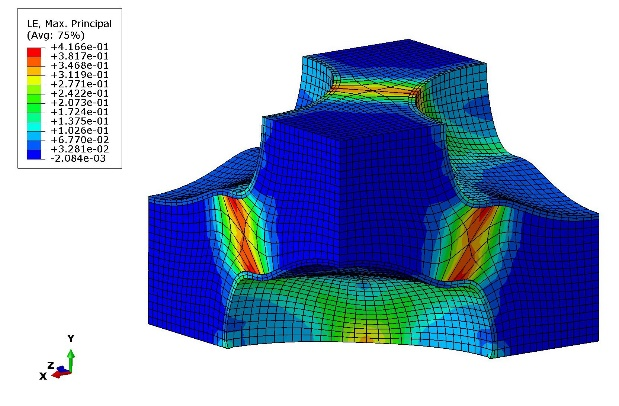 LE, Max. Principal
(Avg: 75%)
+4.166e-01
+3.817e-01
+3.468e-01
+3.119e-01
+2.771e-01
+2.422e-01
+2.073e-01
+1.724e-01
+1.375e-01
+1.026e-01
+6.770e-02
+3.281e-02
-2.084e-03
Y
Z
X